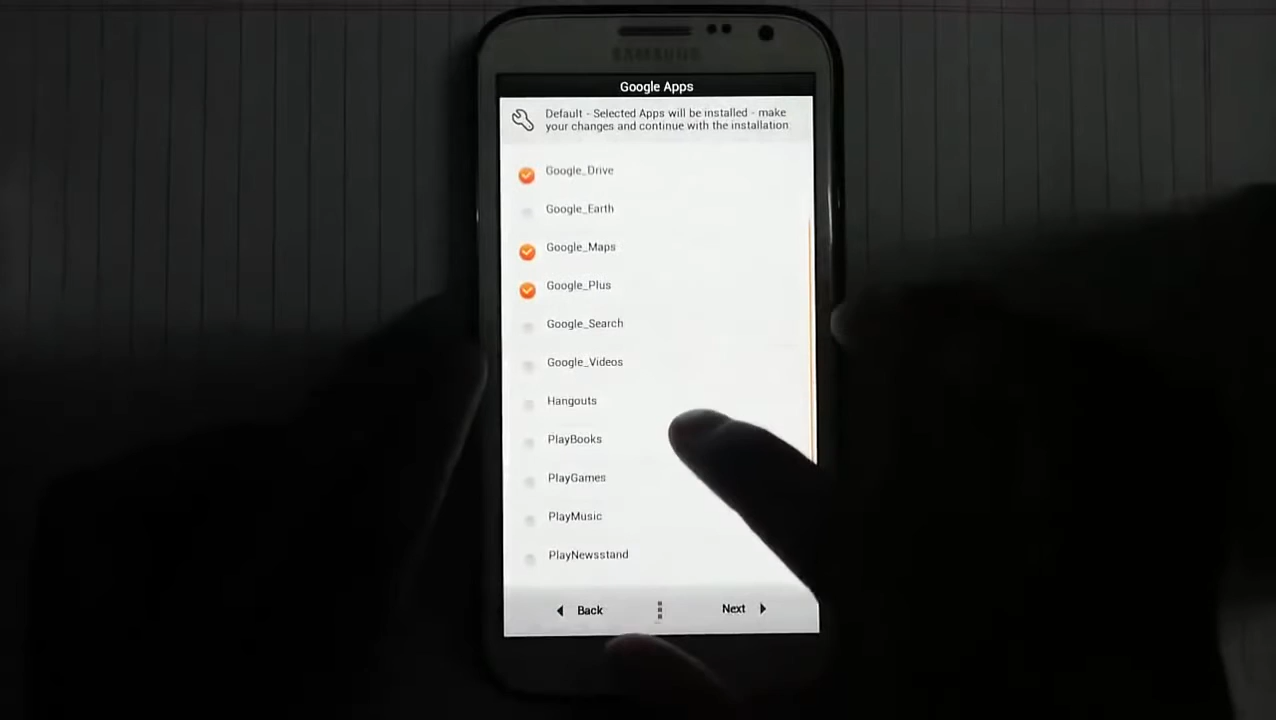 SAMSUNG
Google Apps
Default - Selected Apps will be installed - make
your changes and continue with the installation
Google_Drive
Google_Earth
Google_Maps
Google_Plus
Google_Search
Google_Videos
Hangouts
PlayBooks
PlayGames
PlayMusic
PlayNewsstand
Back
Next